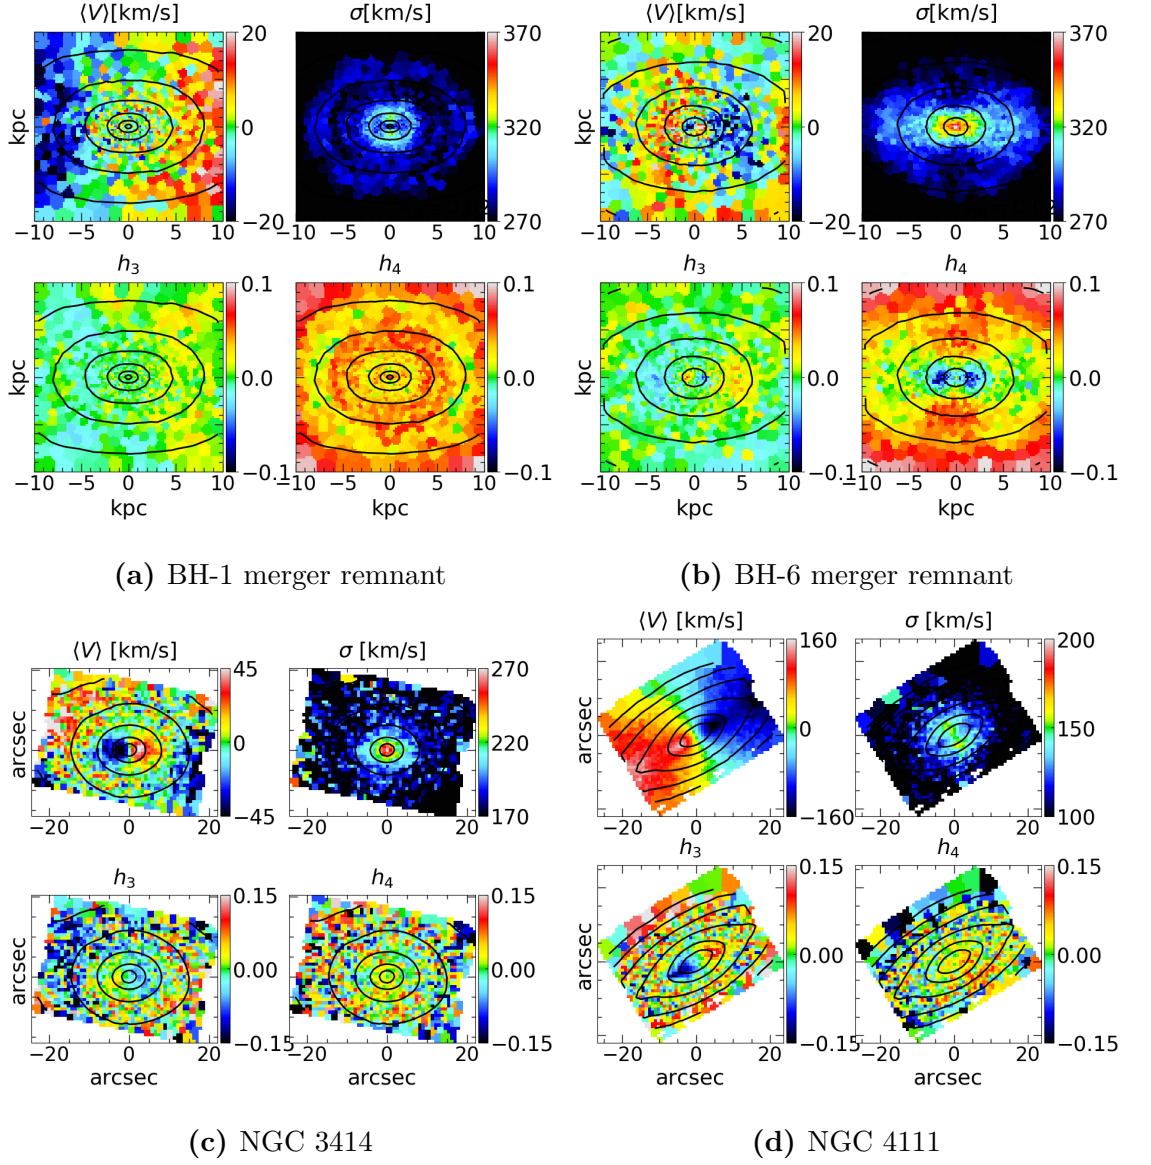 ⟨V⟩[km/s] σ[km/s] ⟨V⟩[km/s] σ[km/s]
20 370 20 370
kpc 0 320 kpc 0 320
−20 270 −20 270
−10 −5 0 5 10 −10 −5 0 5 10 −10 −5 0 5 10 −10 −5 0 5 10
h3 h4 h3 h4
0.1 0.1 0.1 0.1
kpc 0.0 0.0 kpc 0.0 0.0
−0.1 −0.1 −0.1 −0.1
−10 −5 0 5 10 −10 −5 0 5 10 −10 −5 0 5 10 −10 −5 0 5 10
kpc kpc kpc kpc
(a) BH-1 merger remnant (b) BH-6 merger remnant
⟨V⟩ [km/s] σ [km/s] ⟨V⟩ [km/s] σ [km/s]
45 270 160 200
arcsec 0 220 arcsec 0 150
−45 170 −160 100
−20 0 20 −20 0 20 −20 0 20 −20 0 20
h3 h4 h3 h4
0.15 0.15 0.15 0.15
arcsec 0.00 0.00 arcsec 0.00 0.00
−0.15 −0.15 −0.15 −0.15
−20 0 20 −20 0 20 −20 0 20 −20 0 20
arcsec arcsec arcsec arcsec
(c) NGC 3414 (d) NGC 4111